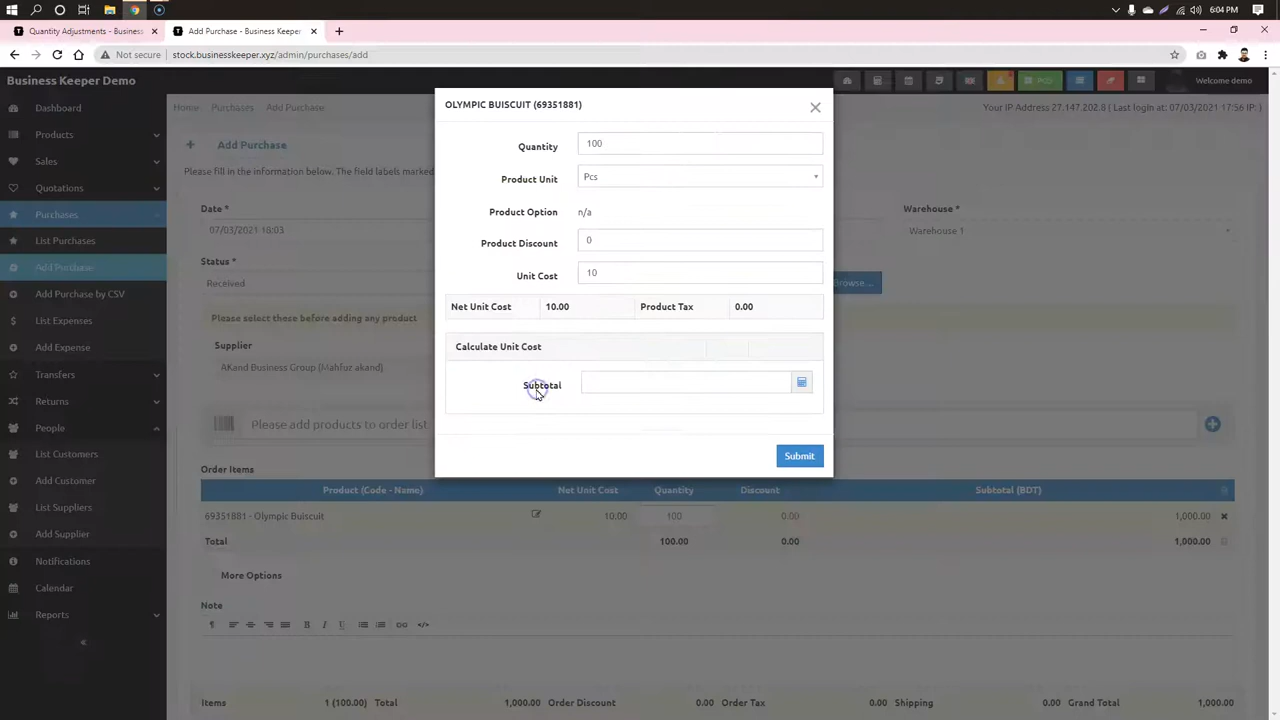 6:04 PM
Quantity Adjustments - Business
Add Purchase - Business Keeper
Not secure
stock.businesskeeper.xyz/admin/purchases/add
Business Keeper Demo
POS
Welcome demo
Dashboard
Products
Sales
Quotations
Purchases
List Purchases
Add Purchase
Add Purchase by CSV
List Expenses
Add Expense
Transfers
Returns
People
List Customers
Add Customer
List Suppliers
Add Supplier
Notifications
Calendar
Reports
Home Purchases Add Purchase
Your IP Address 27.147.202.8 ( Last login at: 07/03/2021 17:56 IP: )
Add Purchase
Please fill in the information below. The field labels marked
Date *
07/03/2021 18:03
Warehouse *
Warehouse 1
Status *
Received
Browse...
Please select these before adding any product
Supplier
AKand Business Group (Mahfur akand)
Please add products to order list
OLYMPIC BUISCUIT (69351881)
Quantity 100
Product Unit Pcs
Product Option n/a
Product Discount 0
Unit Cost 10
Net Unit Cost 10.00 Product Tax 0.00
Calculate Unit Cost
Subtotal
Submit
Order Items
Product (Code - Name) Net Unit Cost Quantity Discount Subtotal (BDT)
69351881 - Olympic Buiscuit 10.00 100 0.00 1,000.00
Total 100.00 0.00 1,000.00
More Options
Note
Items 1 (100.00) Total 1,000.00 Order Discount 0.00 Order Tax 0.00 Shipping 0.00 Grand Total 1,000.00